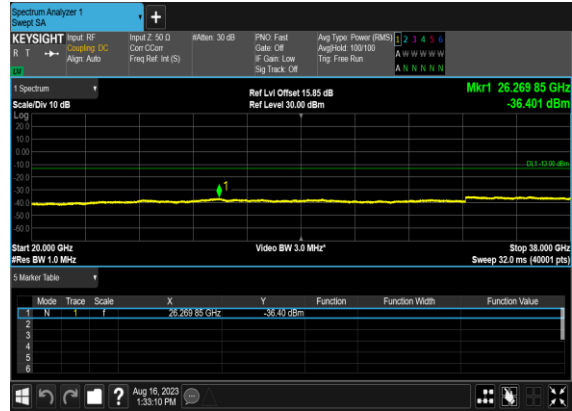 Spectrum Analyzer 1
Swept SA
+
KEYSIGHT Input: RF Input Z: 50 Ω #Atten: 30 dB PNO: Fast Avg Type: Power (RMS) 1 2 3 4 5 6
R T Coupling: DC Corr CCorr Gate: Off Avg|Hold: 100/100 A W W W W W
Align: Auto Freq Ref: Int (S) IF Gain: Low Trig: Free Run
Sig Track: Off A N N N N N
1 Spectrum
Ref Lvl Offset 15.85 dB Mkr1 26.269 85 GHz
Scale/Div 10 dB Ref Level 30.00 dBm -36.401 dBm
Log
20.0
10.0
0.00
-10.0
DL1 -13.00 dBm
-20.0
1
-30.0
-40.0
-50.0
-60.0
Start 20.000 GHz Video BW 3.0 MHz* Stop 38.000 GHz
#Res BW 1.0 MHz Sweep 32.0 ms (40001 pts)
5 Marker Table
Mode Trace Scale X Y Function Function Width Function Value
1 N 1 f 26.269 85 GHz -36.40 dBm
2
3
4
5
6
? Aug 16, 2023
1:33:10 PM